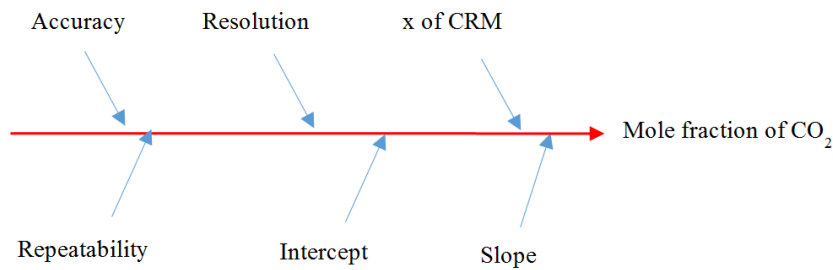 Accuracy
Resolution
x of CRM
Mole fraction of CO₂
Repeatability
Intercept
Slope